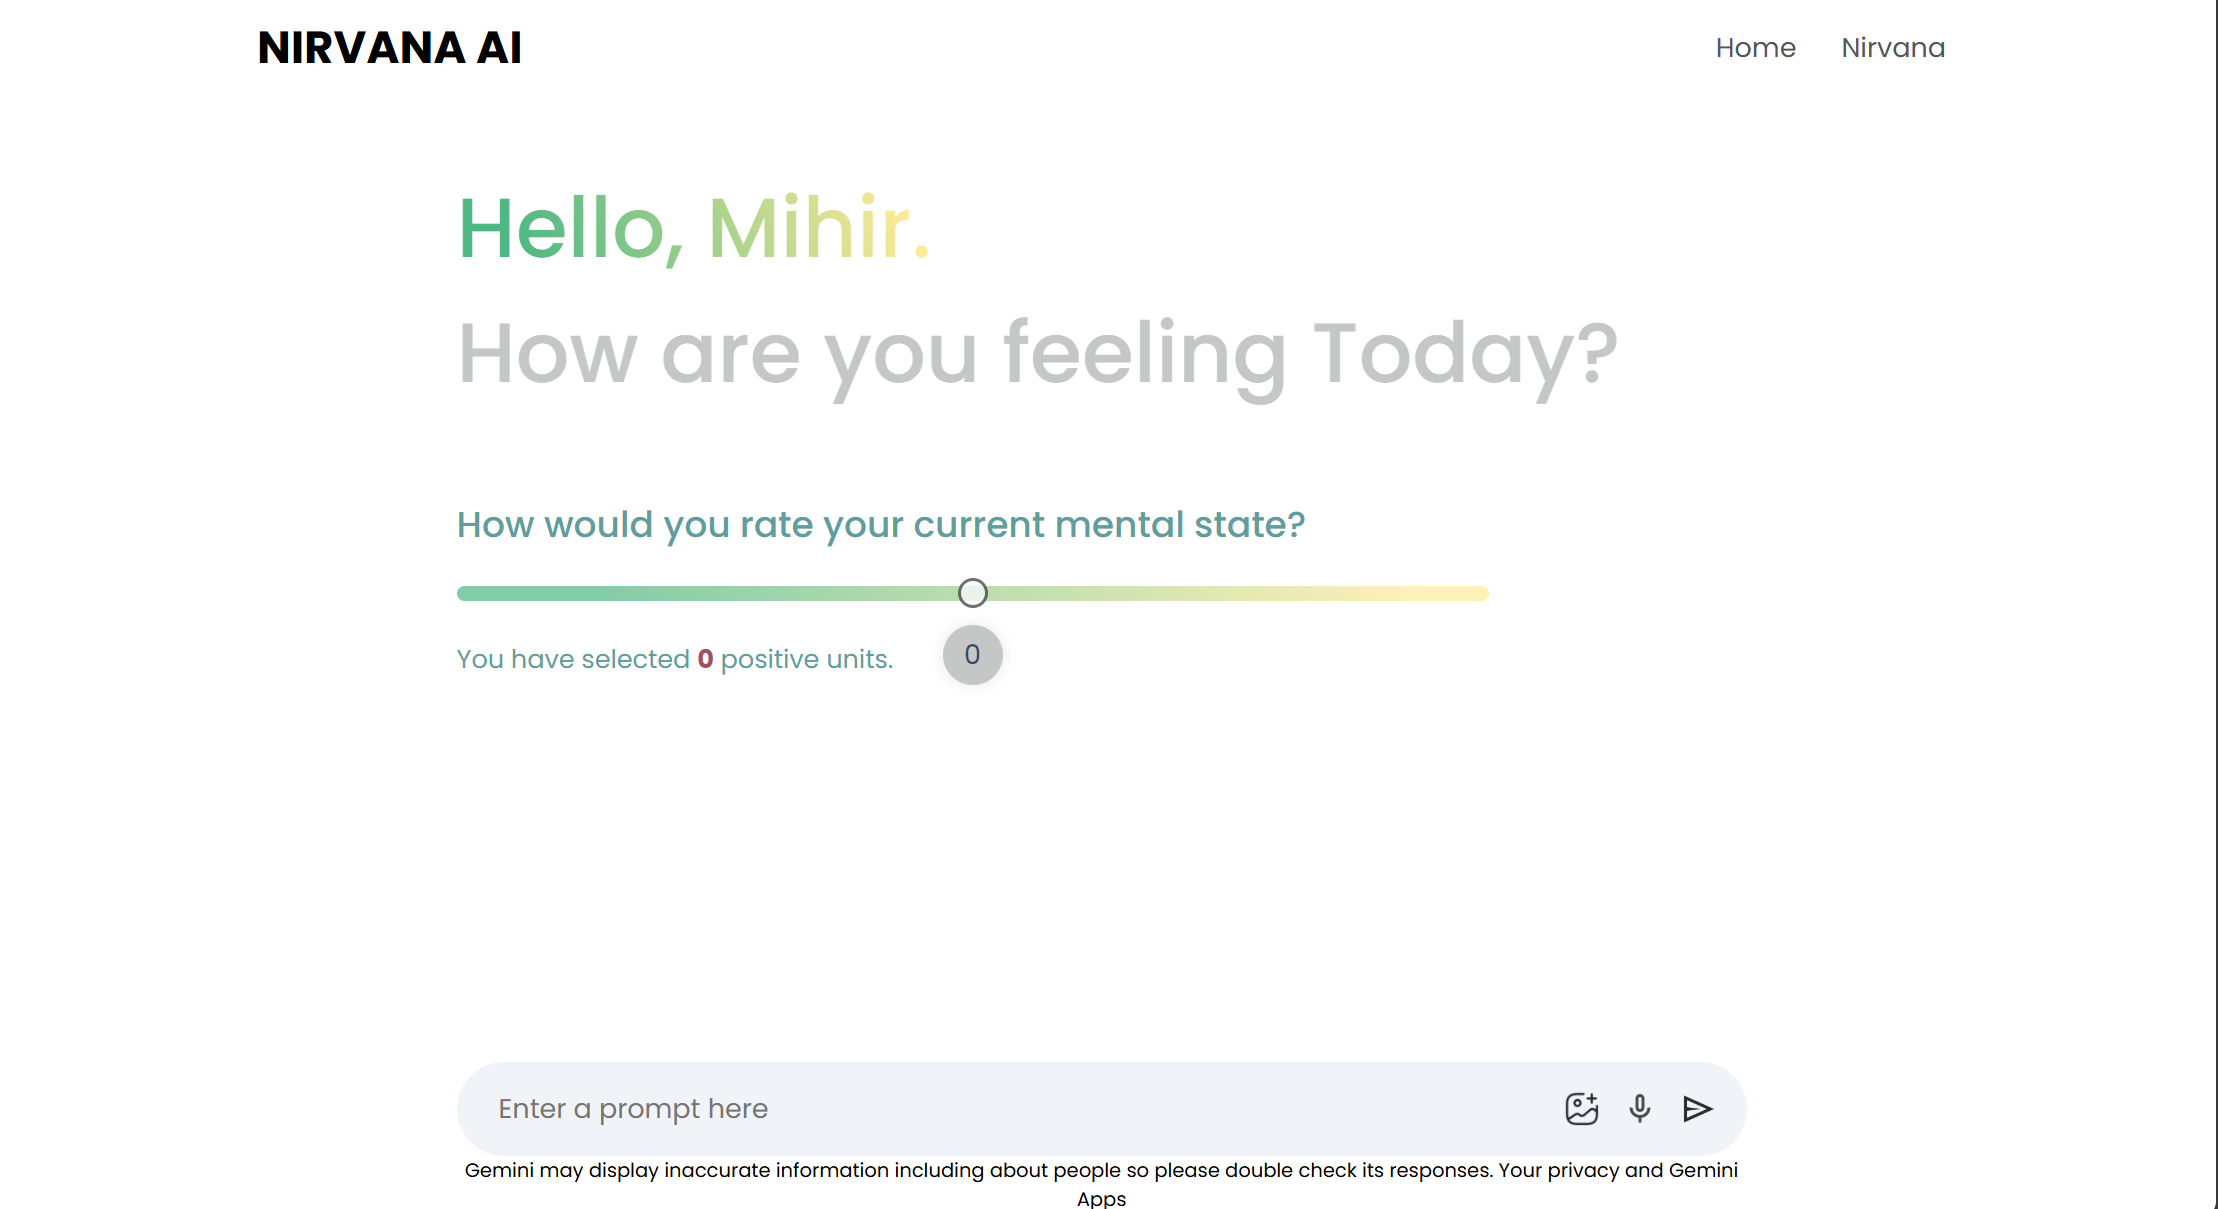 NIRVANA AI
Home Nirvana
Hello, Mihir.
How are you feeling Today?
How would you rate your current mental state?
You have selected 0 positive units.
0
Enter a prompt here
Gemini may display inaccurate information including about people so please double check its responses. Your privacy and Gemini
Apps